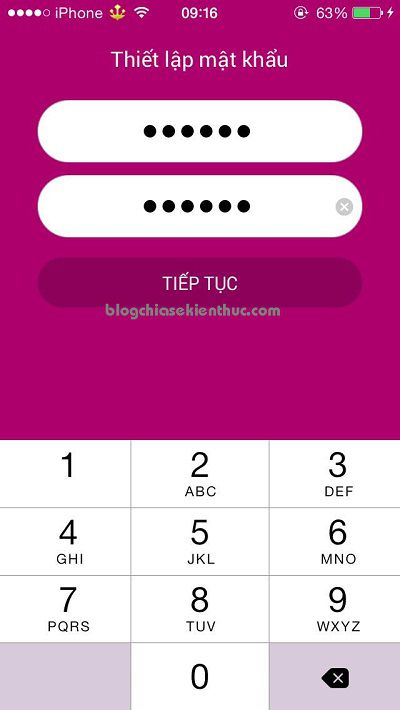 iPhone 09:16 63%
Thiết lập mật khẩu
TIẾP TỤC
blogchiasekienthuc.com
1 2 3
ABC DEF
4 5 6
GHI JKL MNO
7 8 9
PQRS TUV WXYZ
0